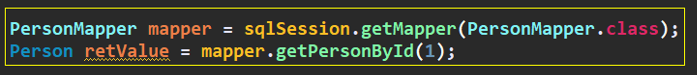 PersonMapper mapper = sqlSession.getMapper(PersonMapper.class);
Person retValue = mapper.getPersonById(1);